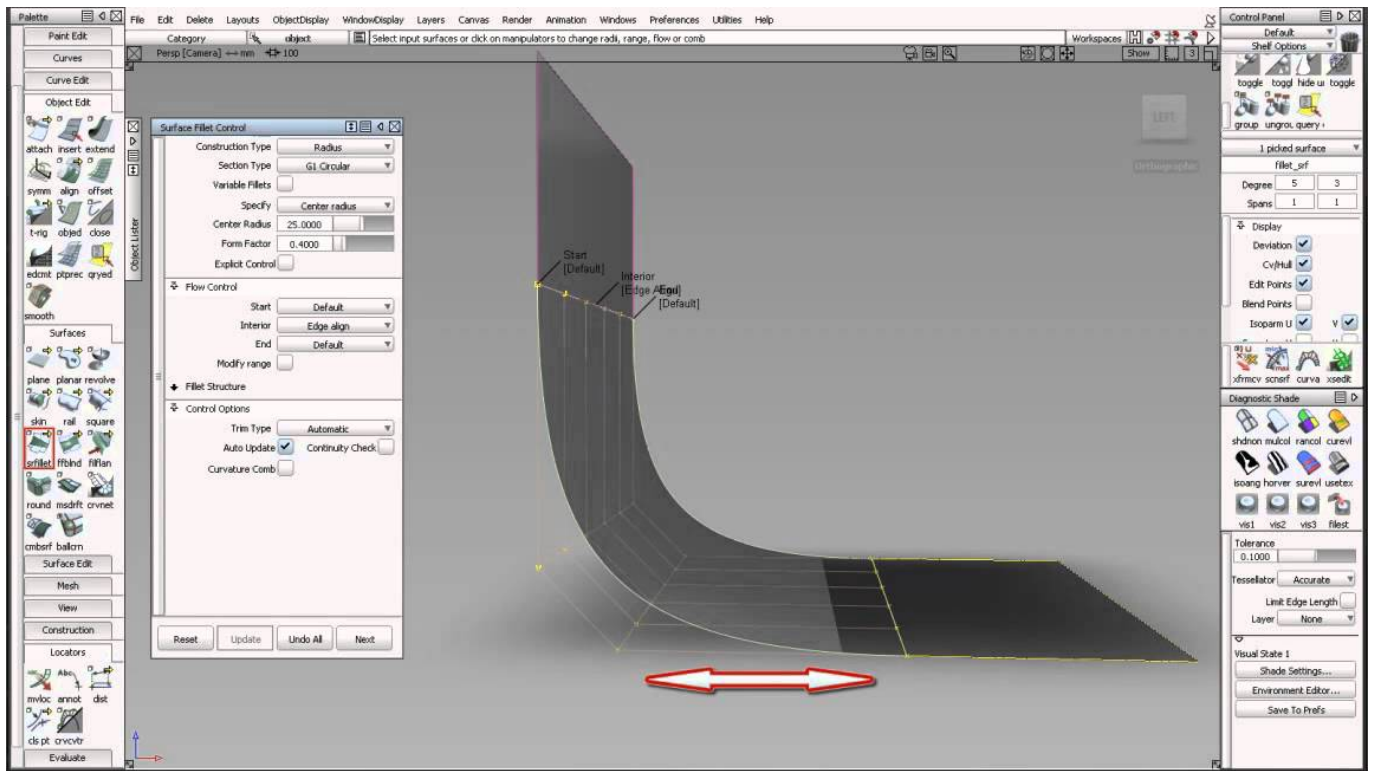 Palette
Paint Edit
Curves
Curve Edit
Object Edit
attach insert extend
symm align offset
t-rig objed close
edcmt ptprec qryed
smooth
Surfaces
plane planar revolve
skin rail square
srfillet ffblnd filflan
round msdrft crvnet
cmbsrf ballcrn
Surface Edit
Mesh
View
Construction
Locators
Abc
mvloc annot dist
cls pt crvcvtr
Evaluate
File Edit Delete Layouts ObjectDisplay WindowDisplay Layers Canvas Render Animation Windows Preferences Utilities Help
Category object Select input surfaces or click on manipulators to change radii, range, flow or comb Workspaces
Persp [Camera] mm 100 Show 3
Object Lister
Surface Fillet Control
Construction Type Radius
Section Type G1 Circular
Variable Fillets
Specify Center radius
Center Radius 25.0000
Form Factor 0.4000
Explicit Control
Flow Control
Start Default
Interior Edge align
End Default
Modify range
Fillet Structure
Control Options
Trim Type Automatic
Auto Update Continuity Check
Curvature Comb
Reset Update Undo All Next
Start
[Default]
Interior
[Default]
LEFT
Orthographic
Control Panel
Default
Shelf Options
toggle toggl hide u toggle
group ungrou query
1 picked surface
fillet_srf
Degree 5 3
Spans 1 1
Display
Deviation
Cv/Hull
Edit Points
Blend Points
Isoparm U V
xfrmcv scnsrf curva xsedit
Diagnostic Shade
shdnon mulcol rancol curevl
isoang horver surevl usetex
vis1 vis2 vis3 filest
Tolerance
0.1000
Tessellator Accurate
Limit Edge Length
Layer None
Visual State 1
Shade Settings...
Environment Editor...
Save To Prefs